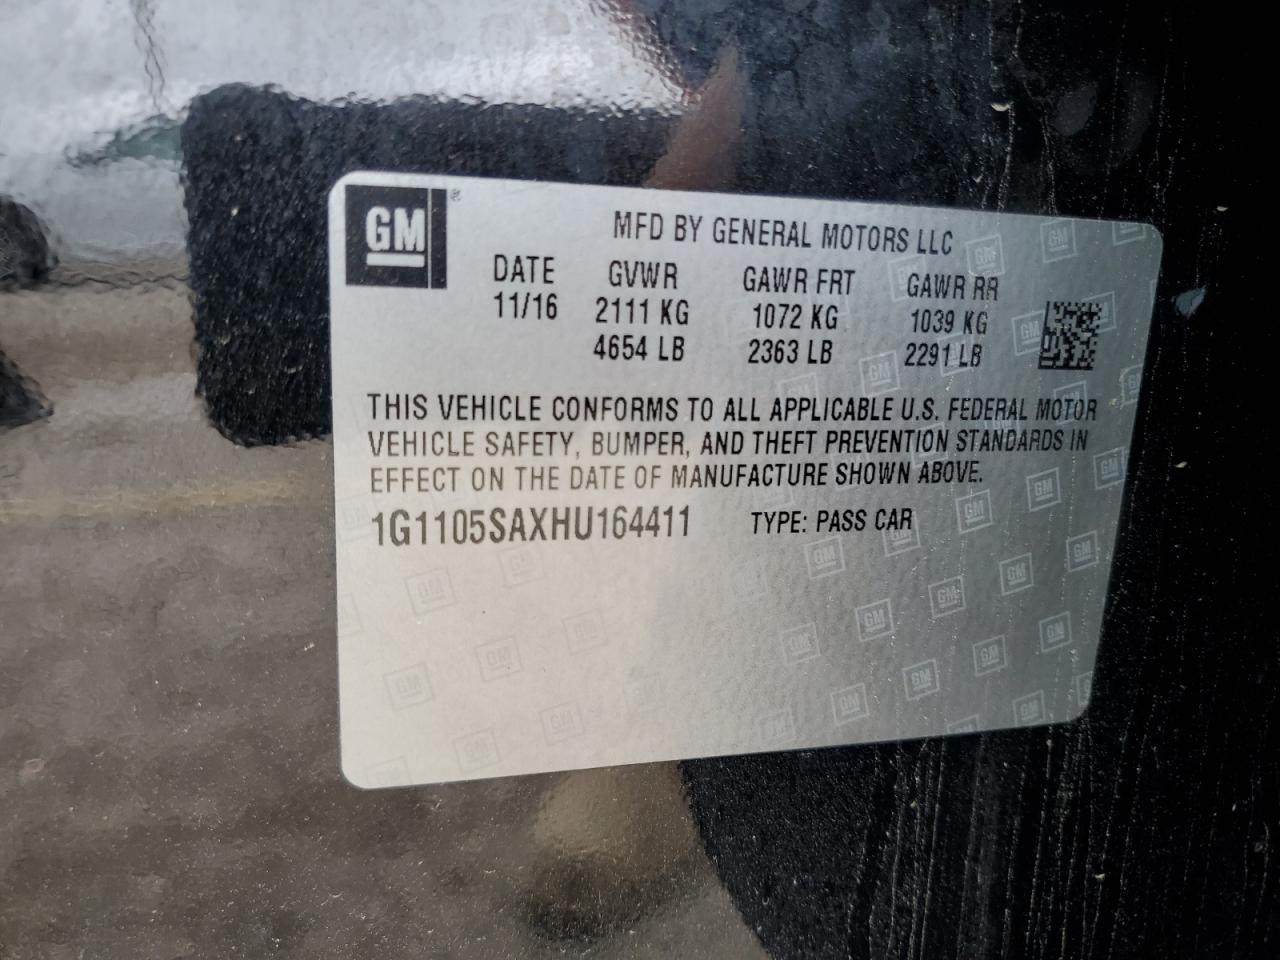 GM ®
MFD BY GENERAL MOTORS LLC
DATE GVWR GAWR FRT GAWR RR
11/16 2111 KG 1072 KG 1039 KG
4654 LB 2363 LB 2291 LB
THIS VEHICLE CONFORMS TO ALL APPLICABLE U.S. FEDERAL MOTOR
VEHICLE SAFETY, BUMPER, AND THEFT PREVENTION STANDARDS IN
EFFECT ON THE DATE OF MANUFACTURE SHOWN ABOVE.
1G1105SAXHU164411 TYPE: PASS CAR